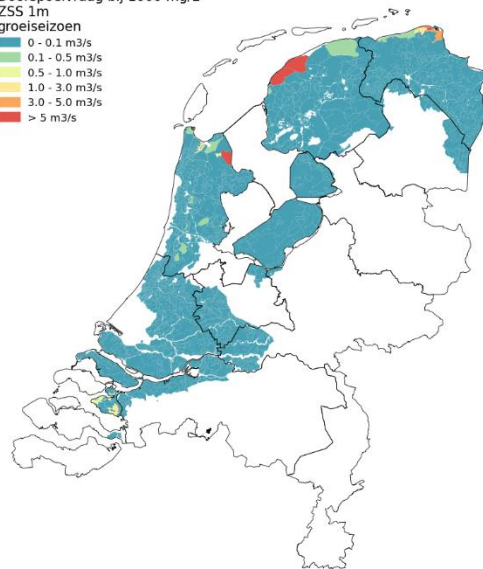 ZSS 1m
groeiseizoen
0 - 0.1 m3/s
0.1 - 0.5 m3/s
0.5 - 1.0 m3/s
1.0 - 3.0 m3/s
3.0 - 5.0 m3/s
> 5 m3/s